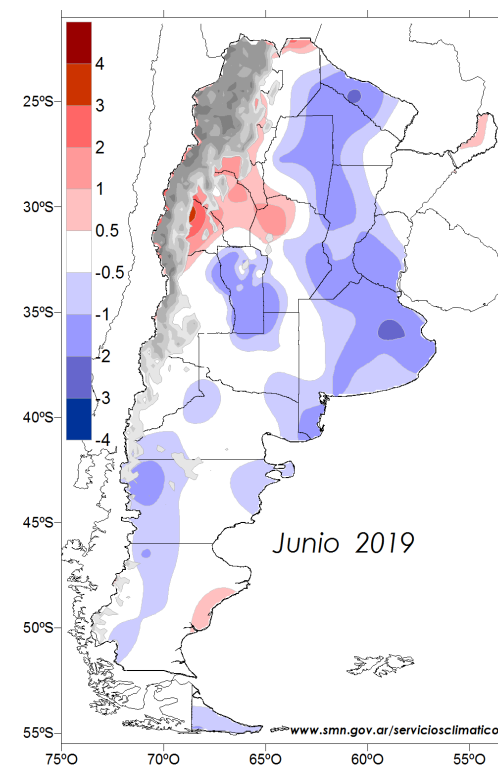 4
3
2
1
0.5
-0.5
-1
-2
-3
-4
25ºS
30ºS
35ºS
40ºS
45ºS
50ºS
55ºS
Junio 2019
www.smn.gov.ar/serviciosclimatico
75ºO
70ºO
65ºO
60ºO
55ºO